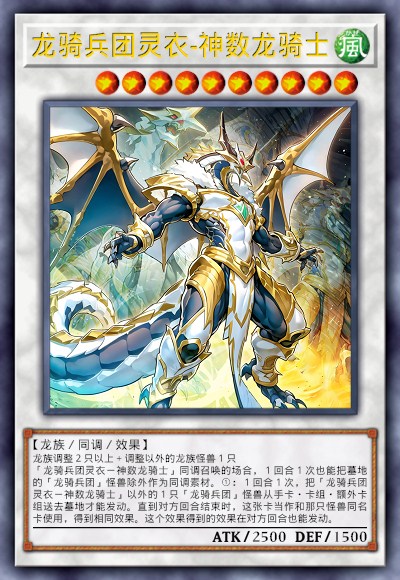 龙骑兵团灵衣-神数龙骑士
風
【龙族/同调/效果】
龙族调整2只以上+调整以外的龙族怪兽1只
「龙骑兵团灵衣-神数龙骑士」同调召唤的场合，1回合1次也能把墓地
的「龙骑兵团」怪兽除外作为同调素材。①：1回合1次，把「龙骑兵团
灵衣-神数龙骑士」以外的1只「龙骑兵团」怪兽从手卡·卡组·额外卡
组送去墓地才能发动。直到对方回合结束时，这张卡当作和那只怪兽同名
卡使用，得到相同效果。这个效果得到的效果在对方回合也能发动。
ATK/2500 DEF/1500